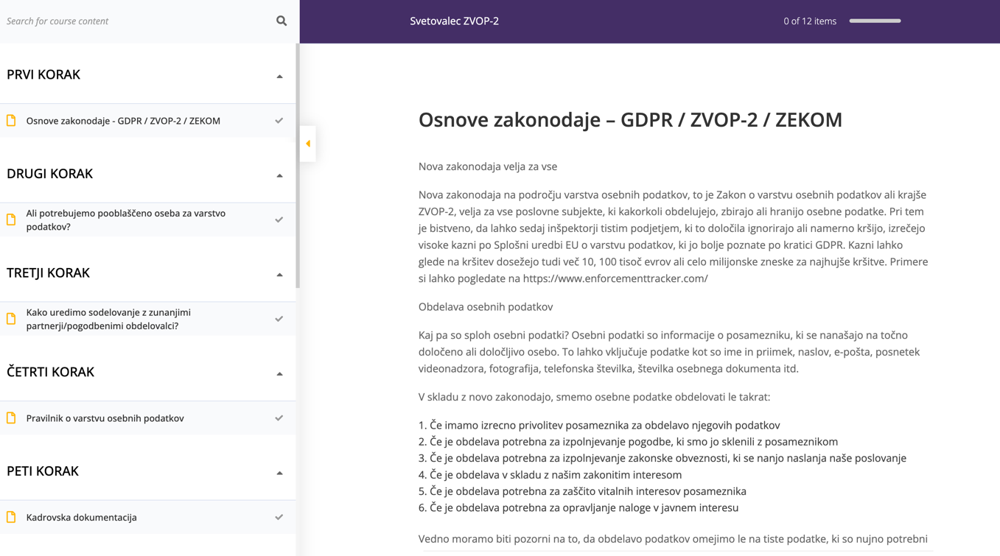 Search for course content
PRVI KORAK
Osnove zakonodaje - GDPR / ZVOP-2 / ZEKOM
DRUGI KORAK
Ali potrebujemo pooblaščeno oseba za varstvo
podatkov?
TRETJI KORAK
Kako uredimo sodelovanje z zunanjimi
partnerji/pogodbenimi obdelovalci?
ČETRTI KORAK
Pravilnik o varstvu osebnih podatkov
PETI KORAK
Kadrovska dokumentacija
Svetovalec ZVOP-2
0 of 12 items
Osnove zakonodaje – GDPR / ZVOP-2 / ZEKOM
Nova zakonodaja velja za vse
Nova zakonodaja na področju varstva osebnih podatkov, to je Zakon o varstvu osebnih podatkov ali krajše
ZVOP-2, velja za vse poslovne subjekte, ki kakorkoli obdelujejo, zbirajo ali hranijo osebne podatke. Pri tem
je bistveno, da lahko sedaj inšpektorji tistim podjetjem, ki to določila ignorirajo ali namerno kršijo, izrečejo
visoke kazni po Splošni uredbi EU o varstvu podatkov, ki jo bolje poznate po kratici GDPR. Kazni lahko
glede na kršitev dosežejo tudi več 10, 100 tisoč evrov ali celo milijonske zneske za najhujše kršitve. Primere
si lahko pogledate na https://www.enforcementtracker.com/
Obdelava osebnih podatkov
Kaj pa so sploh osebni podatki? Osebni podatki so informacije o posamezniku, ki se nanašajo na točno
določeno ali določljivo osebo. To lahko vključuje podatke kot so ime in priimek, naslov, e-pošta, posnetek
videonadzora, fotografija, telefonska številka, številka osebnega dokumenta itd.
V skladu z novo zakonodajo, smemo osebne podatke obdelovati le takrat:
1. Če imamo izrecno privolitev posameznika za obdelavo njegovih podatkov
2. Če je obdelava potrebna za izpolnjevanje pogodbe, ki smo jo sklenili z posameznikom
3. Če je obdelava potrebna za izpolnjevanje zakonske obveznosti, ki se nanjo naslanja naše poslovanje
4. Če je obdelava v skladu z našim zakonitim interesom
5. Če je obdelava potrebna za zaščito vitalnih interesov posameznika
6. Če je obdelava potrebna za opravljanje naloge v javnem interesu
Vedno moramo biti pozorni na to, da obdelavo podatkov omejimo le na tiste podatke, ki so nujno potrebni